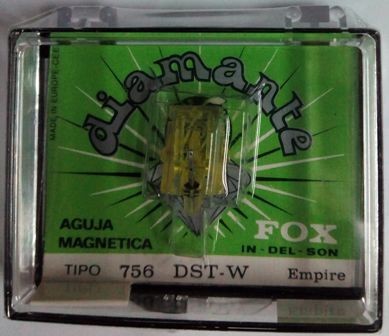 diamante
MADE IN EUROPE-CEE
AGUJA
MAGNETICA
FOX
IN-DEL-SON
TIPO 756 DST-W Empire